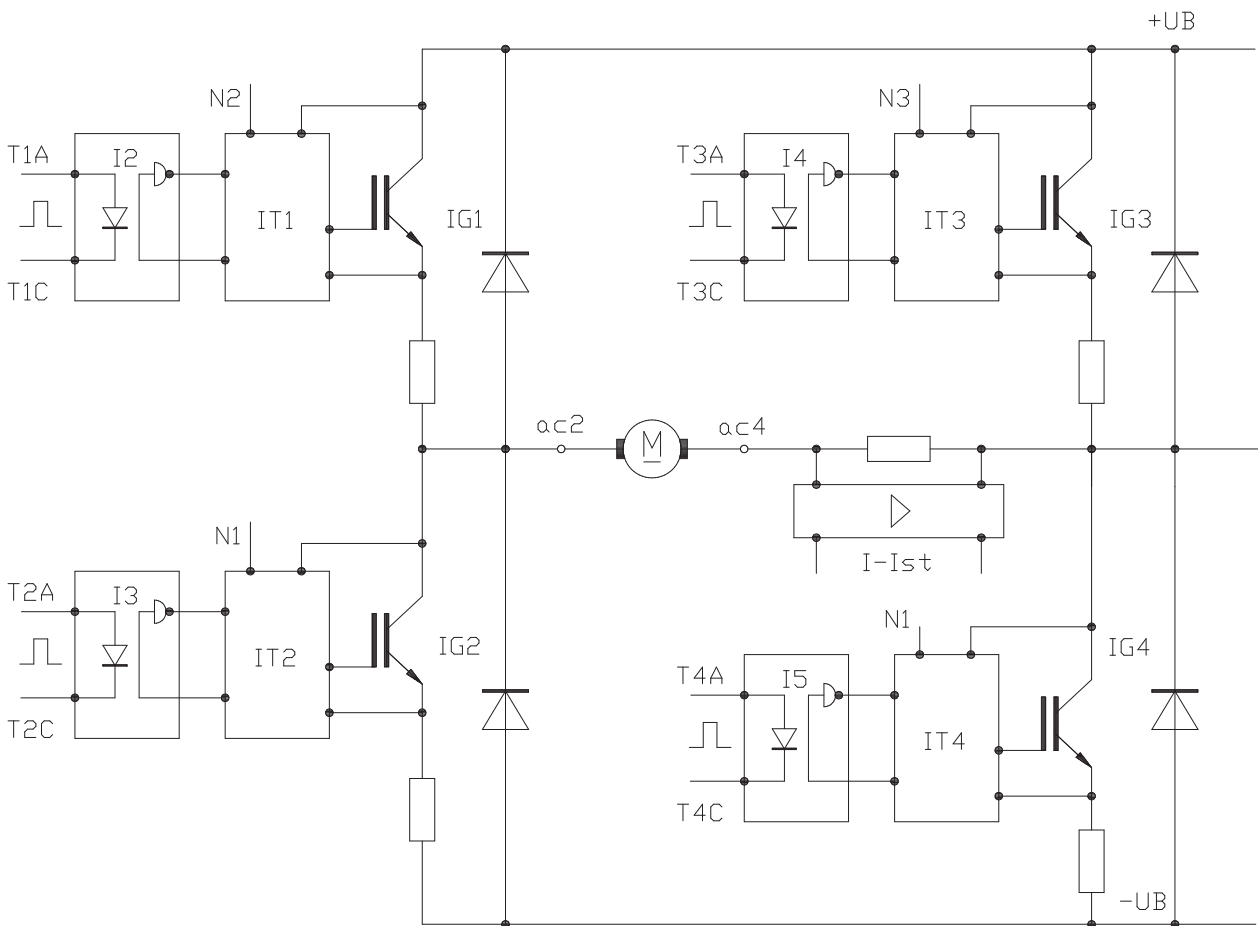 +UB
N2
N3
T1A
I2
T3A
I4
IT1
IG1
IT3
IG3
T1C
T3C
ac2
M
ac4
N1
I-Ist
T2A
I3
N1
IG4
IT2
IG2
T4A
I5
T2C
IT4
T4C
-UB